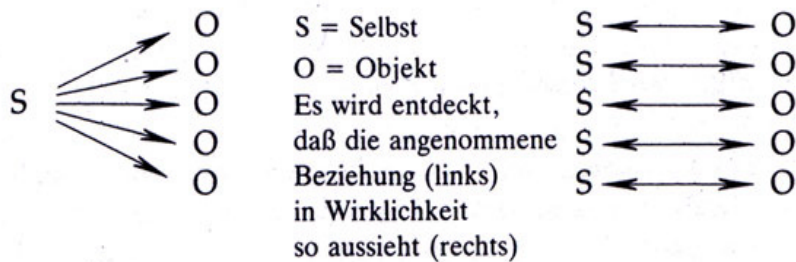 S
O
O
O
O
O
S = Selbst
O = Objekt
Es wird entdeckt,
daß die angenommene
Beziehung (links)
in Wirklichkeit
so aussieht (rechts)
S O
S O
S O
S O
S O